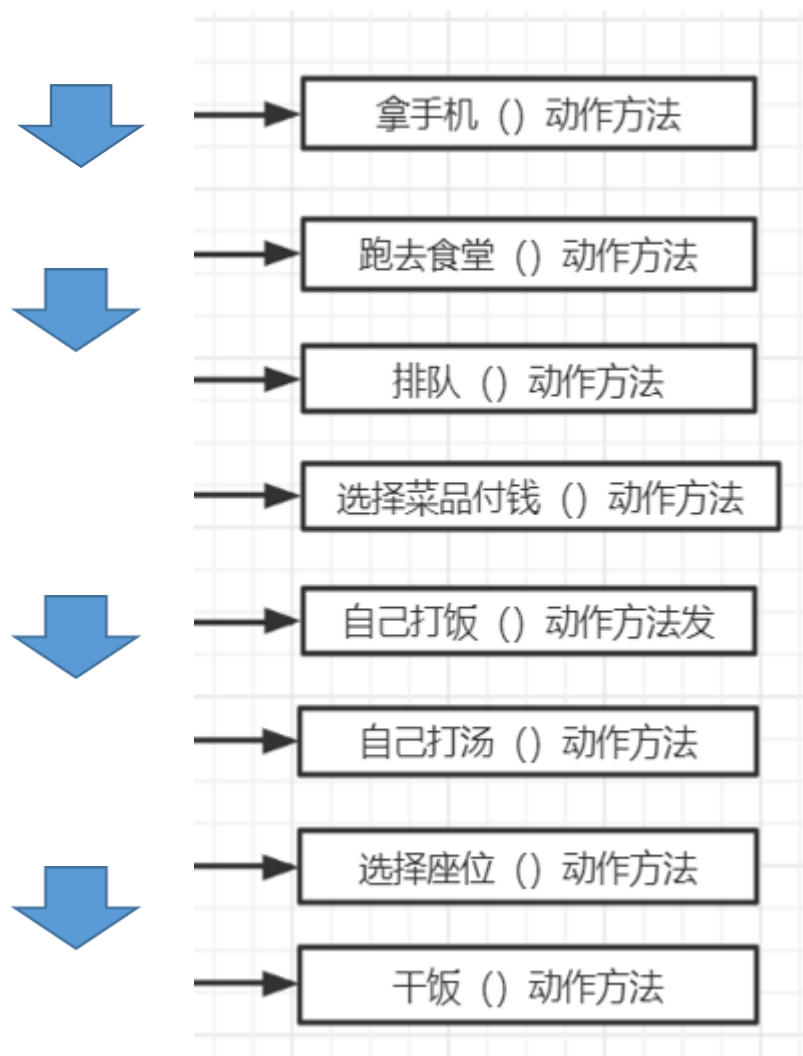 拿手机（）动作方法
跑去食堂（）动作方法
排队（）动作方法
选择菜品付钱（）动作方法
自己打饭（）动作方法发
自己打汤（）动作方法
选择座位（）动作方法
干饭（）动作方法